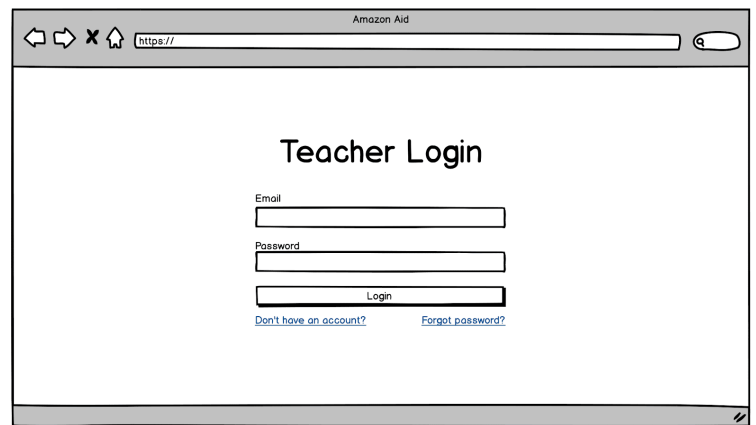 Amazon Aid
https://
Teacher Login
Email
Password
Login
Don't have an account? Forgot password?